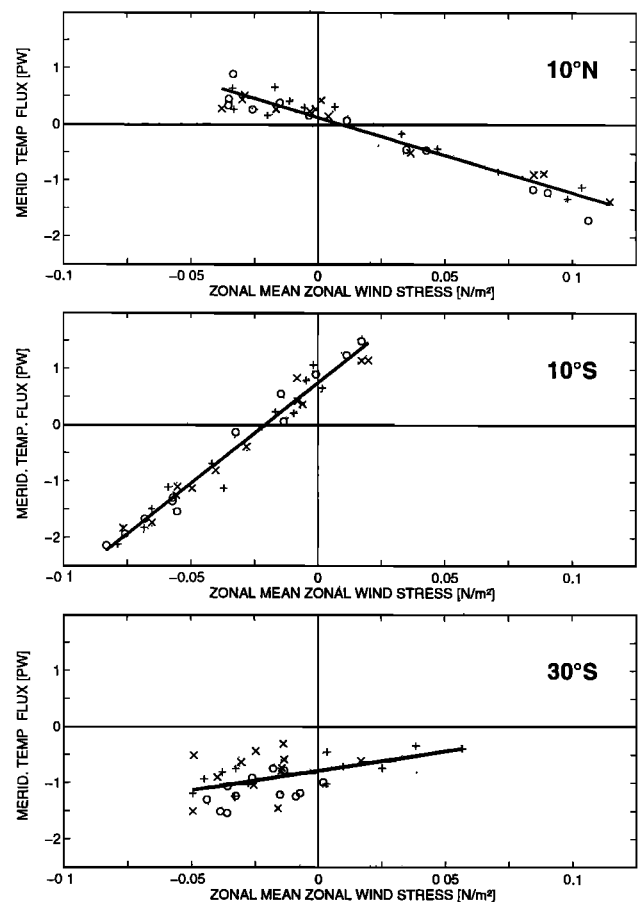 MERID TEMP FLUX [PW]
10°N
1
0
−1
−2
−0.1 −0.05 0 0 05 0 1
ZONAL MEAN ZONAL WIND STRESS [N/m²]
MERID. TEMP. FLUX [PW]
10°S
1
0
−1
−2
−0 1 −0.05 0 0.05 0.1
ZONAL MEAN ZONAL WIND STRESS [N/m²]
MERID. TEMP FLUX [PW]
30°S
1
0
−1
−2
−0 1 −0.05 0 0.05 0.1
ZONAL MEAN ZONAL WIND STRESS [N/m²]